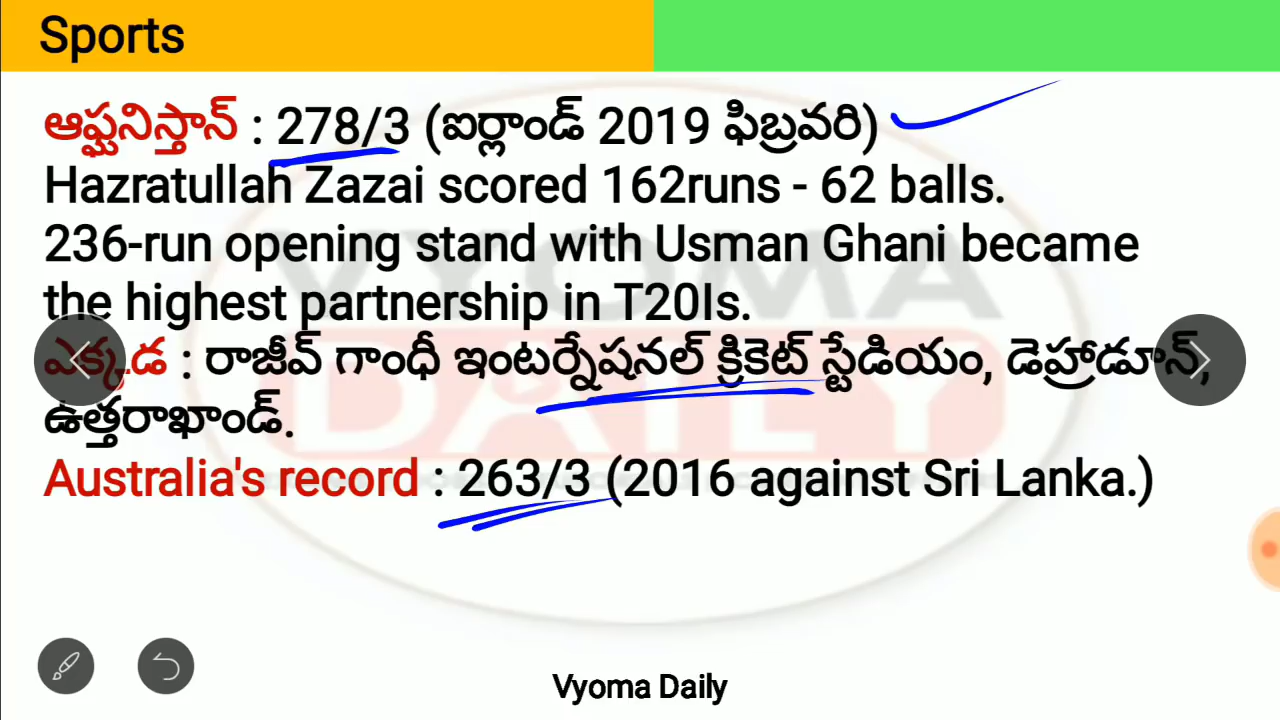 Sports
ఆఫ్ఘనిస్తాన్ : 278/3 (ఐర్లాండ్ 2019 ఫిబ్రవరి)
Hazratullah Zazai scored 162runs - 62 balls.
236-run opening stand with Usman Ghani became
the highest partnership in T20Is.
ఎక్కడ : రాజీవ్ గాంధీ ఇంటర్నేషనల్ క్రికెట్ స్టేడియం, డెహ్రాడూన్,
ఉత్తరాఖాండ్.
Australia's record : 263/3 (2016 against Sri Lanka.)
VYOMA
DAILY
Vyoma Daily